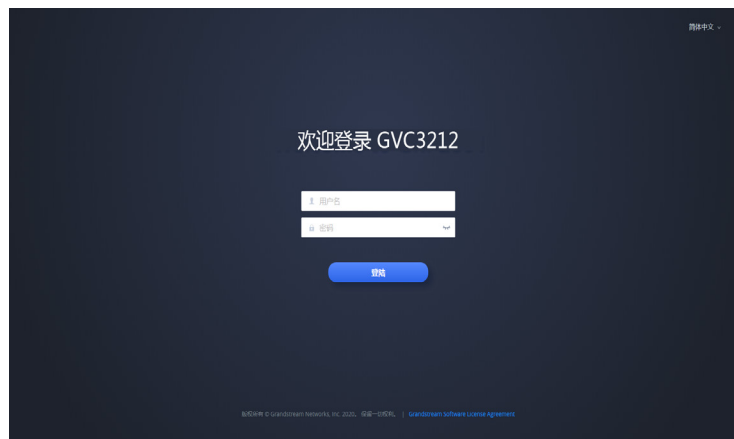 简体中文
欢迎登录 GVC3212
用户名
密码
登陆
版权所有 © Grandstream Networks, Inc. 2020。 保留一切权利。 | Grandstream Software License Agreement